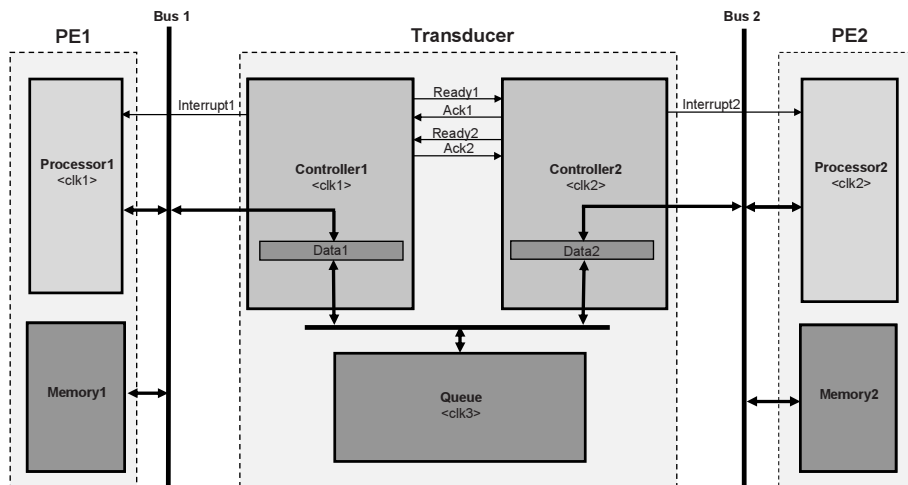 Bus 1
Bus 2
PE1
Transducer
PE2
Ready1
Interrupt1
Interrupt2
Ack1
Ready2
Ack2
Processor1
<clk1>
Controller1
<clk1>
Controller2
<clk2>
Processor2
<clk2>
Data1
Data2
Memory1
Queue
<clk3>
Memory2